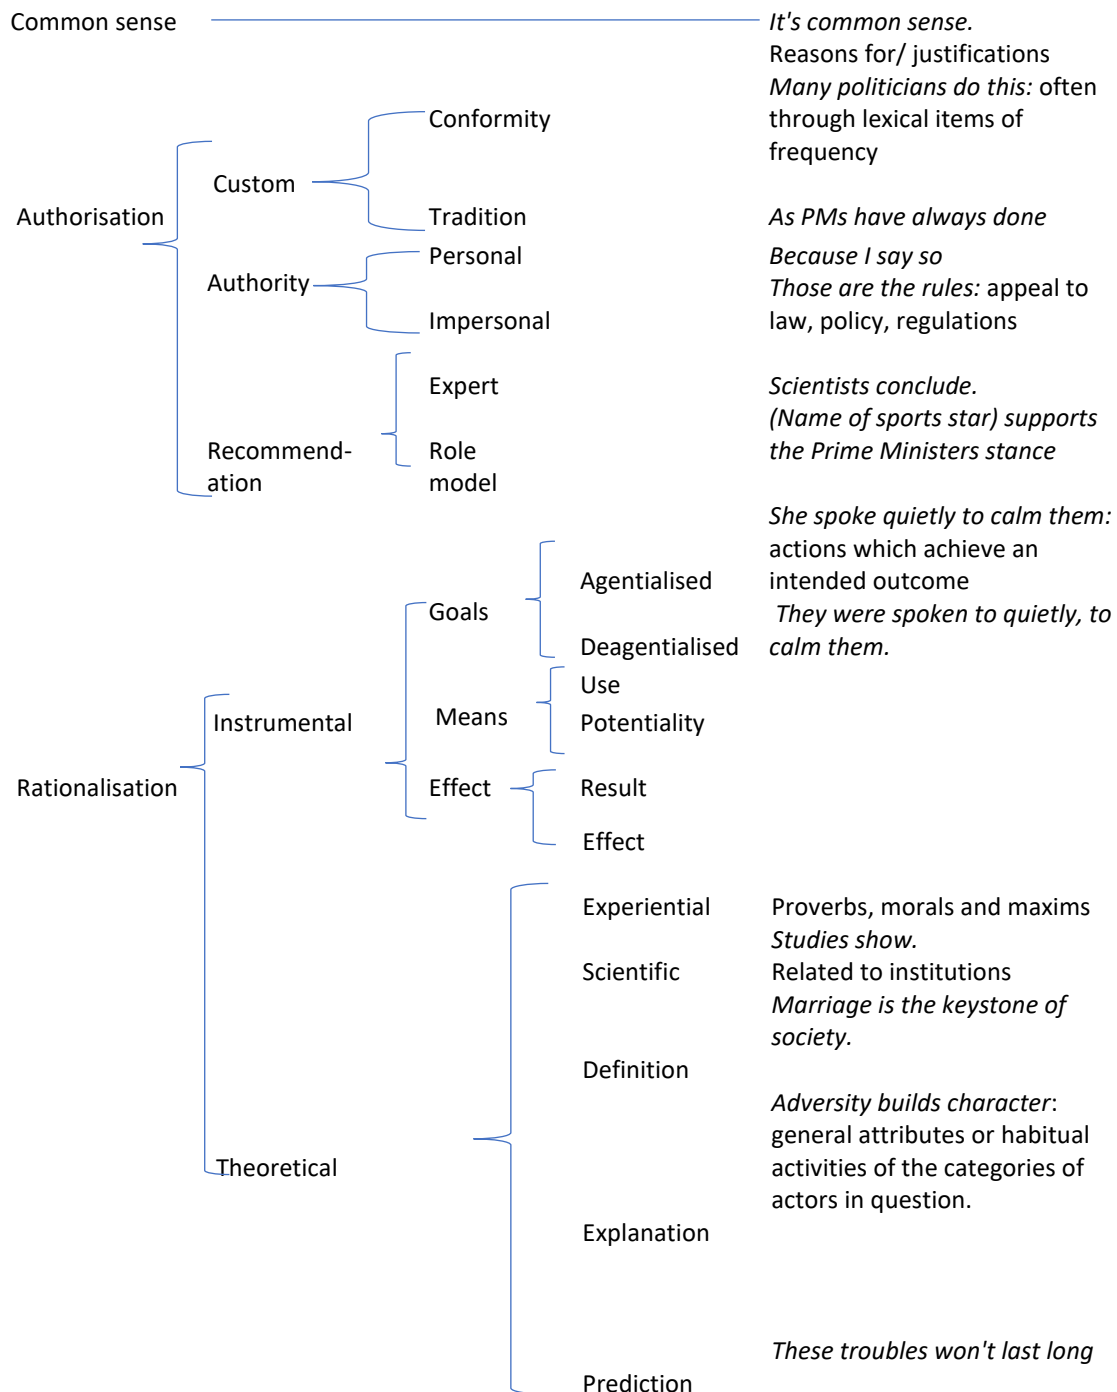 Common sense
It's common sense.
Reasons for/ justifications
Many politicians do this: often
Conformity
through lexical items of
frequency
Custom
Authorisation
Tradition
As PMs have always done
Personal
Because I say so
Authority
Those are the rules: appeal to
Impersonal
law, policy, regulations
Expert
Scientists conclude.
(Name of sports star) supports
Recommend-
Role
the Prime Ministers stance
ation
model
She spoke quietly to calm them:
actions which achieve an
Agentialised
intended outcome
Goals
They were spoken to quietly, to
Deagentialised
calm them.
Use
Instrumental
Means
Potentiality
Rationalisation
Effect
Result
Effect
Experiential
Proverbs, morals and maxims
Studies show.
Scientific
Related to institutions
Marriage is the keystone of
society.
Definition
Adversity builds character:
general attributes or habitual
Theoretical
activities of the categories of
actors in question.
Explanation
These troubles won't last long
Prediction